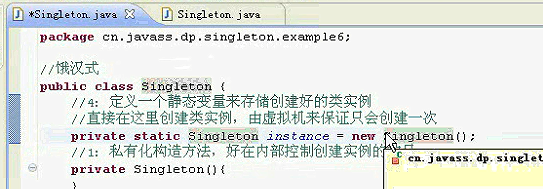 *Singleton.java
Singleton.java
package cn.javass.dp.singleton.example6;
//饿汉式
public class Singleton {
//4：定义一个静态变量来存储创建好的类实例
//直接在这里创建类实例，由虚拟机来保证只会创建一次
private static Singleton instance = new Singleton();
//1：私有化构造方法，好在内部控制创建实例的
cn.javass.dp.singlet
private Singleton(){
}